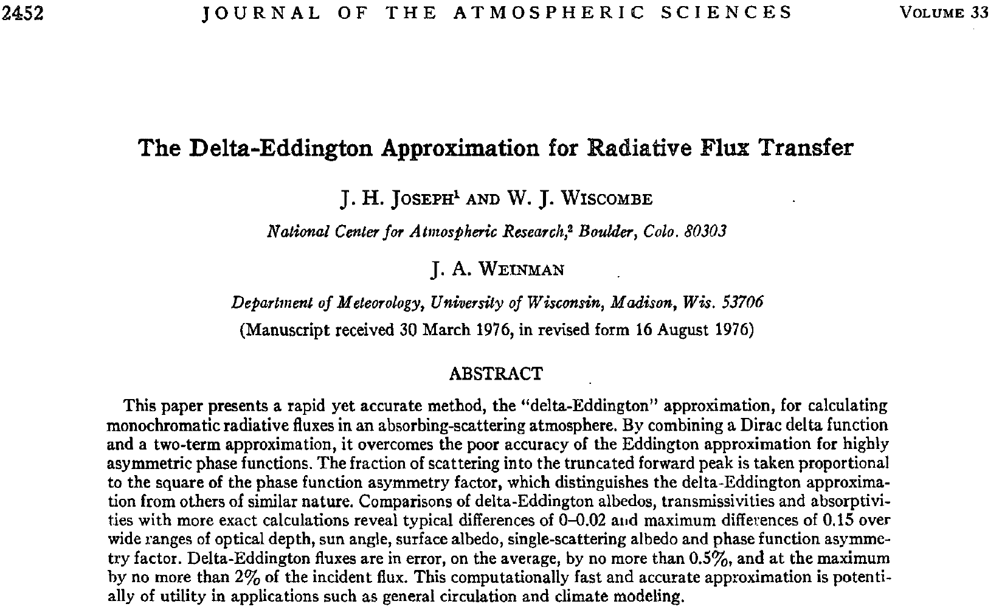 2452 JOURNAL OF THE ATMOSPHERIC SCIENCES VOLUME 33
The Delta-Eddington Approximation for Radiative Flux Transfer
J. H. JOSEPH¹ AND W. J. WISCOMBE
National Center for Atmospheric Research,² Boulder, Colo. 80303
J. A. WEINMAN
Department of Meteorology, University of Wisconsin, Madison, Wis. 53706
(Manuscript received 30 March 1976, in revised form 16 August 1976)
ABSTRACT
This paper presents a rapid yet accurate method, the “delta-Eddington” approximation, for calculating
monochromatic radiative fluxes in an absorbing-scattering atmosphere. By combining a Dirac delta function
and a two-term approximation, it overcomes the poor accuracy of the Eddington approximation for highly
asymmetric phase functions. The fraction of scattering into the truncated forward peak is taken proportional
to the square of the phase function asymmetry factor, which distinguishes the delta-Eddington approxima-
tion from others of similar nature. Comparisons of delta-Eddington albedos, transmissivities and absorptivi-
ties with more exact calculations reveal typical differences of 0–0.02 and maximum differences of 0.15 over
wide ranges of optical depth, sun angle, surface albedo, single-scattering albedo and phase function asymme-
try factor. Delta-Eddington fluxes are in error, on the average, by no more than 0.5%, and at the maximum
by no more than 2% of the incident flux. This computationally fast and accurate approximation is potenti-
ally of utility in applications such as general circulation and climate modeling.